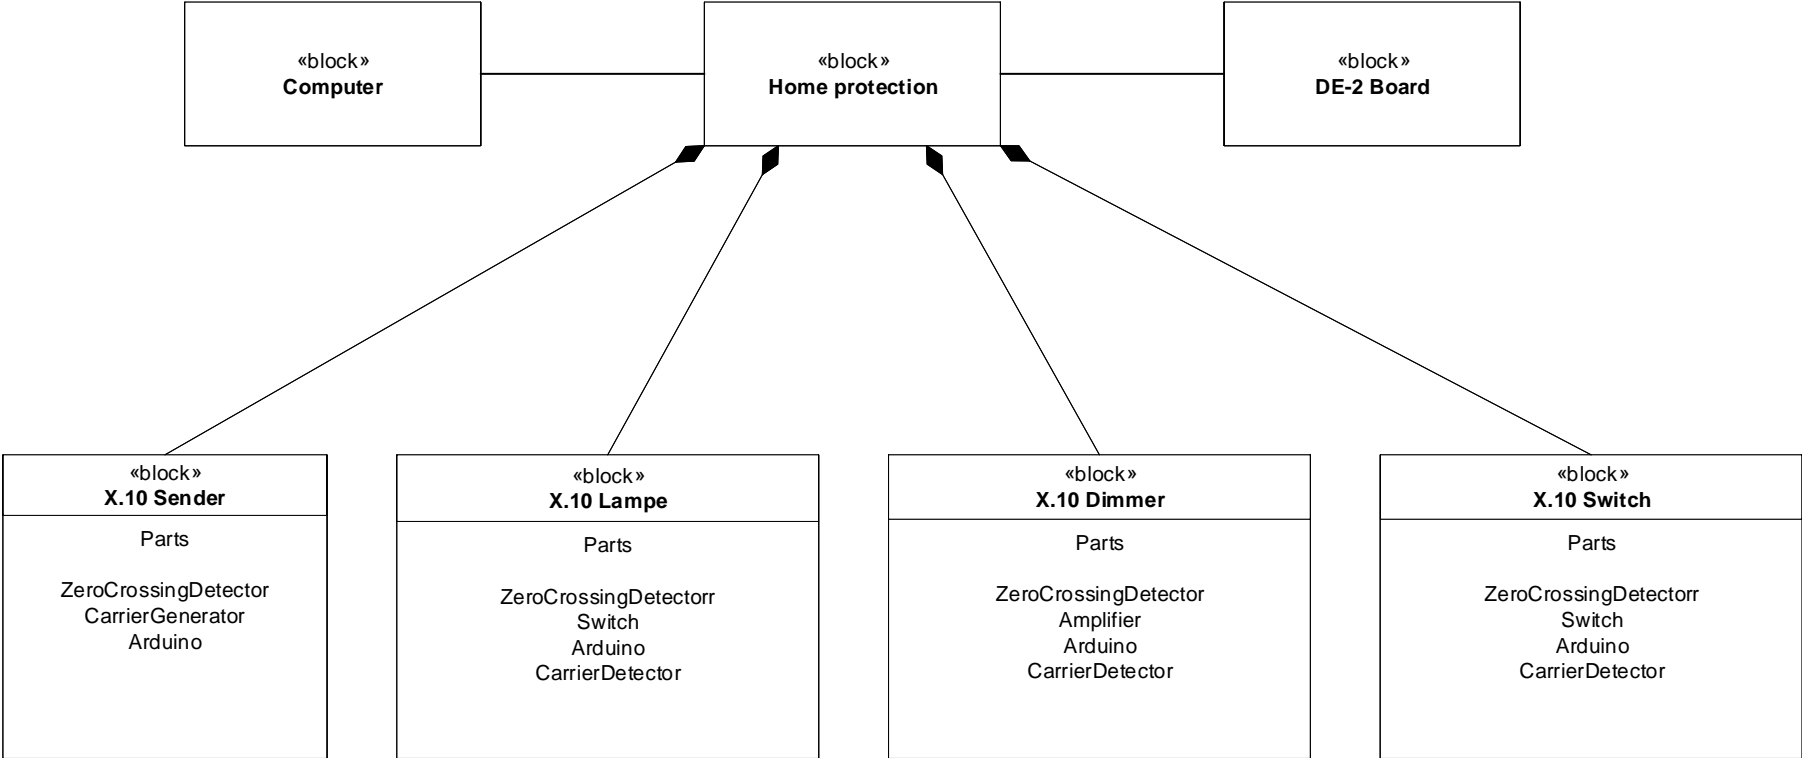 «block»
Computer
«block»
Home protection
«block»
DE-2 Board
«block»
X.10 Sender
Parts
ZeroCrossingDetector
CarrierGenerator
Arduino
«block»
X.10 Lampe
Parts
ZeroCrossingDetectorr
Switch
Arduino
CarrierDetector
«block»
X.10 Dimmer
Parts
ZeroCrossingDetector
Amplifier
Arduino
CarrierDetector
«block»
X.10 Switch
Parts
ZeroCrossingDetectorr
Switch
Arduino
CarrierDetector